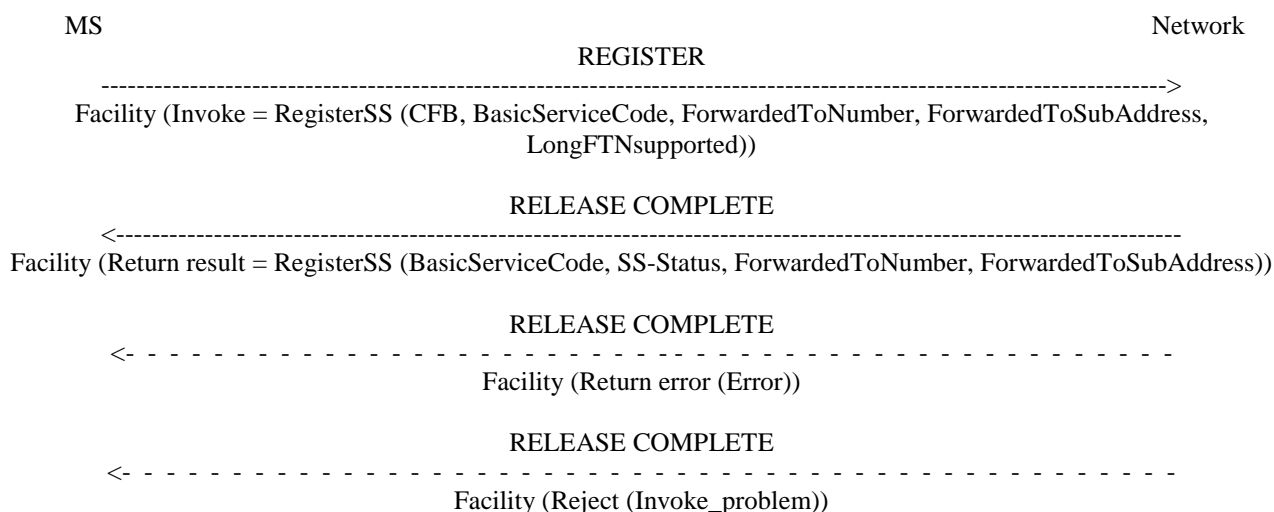 MS Network
REGISTER
------------------------------------------------------------------------------------------------------------------------>
Facility (Invoke = RegisterSS (CFB, BasicServiceCode, ForwardedToNumber, ForwardedToSubAddress,
LongFTNsupported))
RELEASE COMPLETE
<------------------------------------------------------------------------------------------------------------------------
Facility (Return result = RegisterSS (BasicServiceCode, SS-Status, ForwardedToNumber, ForwardedToSubAddress))
RELEASE COMPLETE
<- - - - - - - - - - - - - - - - - - - - - - - - -- - - - - - - - - - - - - - - - - - - - - - -
Facility (Return error (Error))
RELEASE COMPLETE
<- - - - - - - - - - - - - - - - - - - - - - - - - - - - - - - - - - - - - - - - - - - - - - - -
Facility (Reject (Invoke_problem))